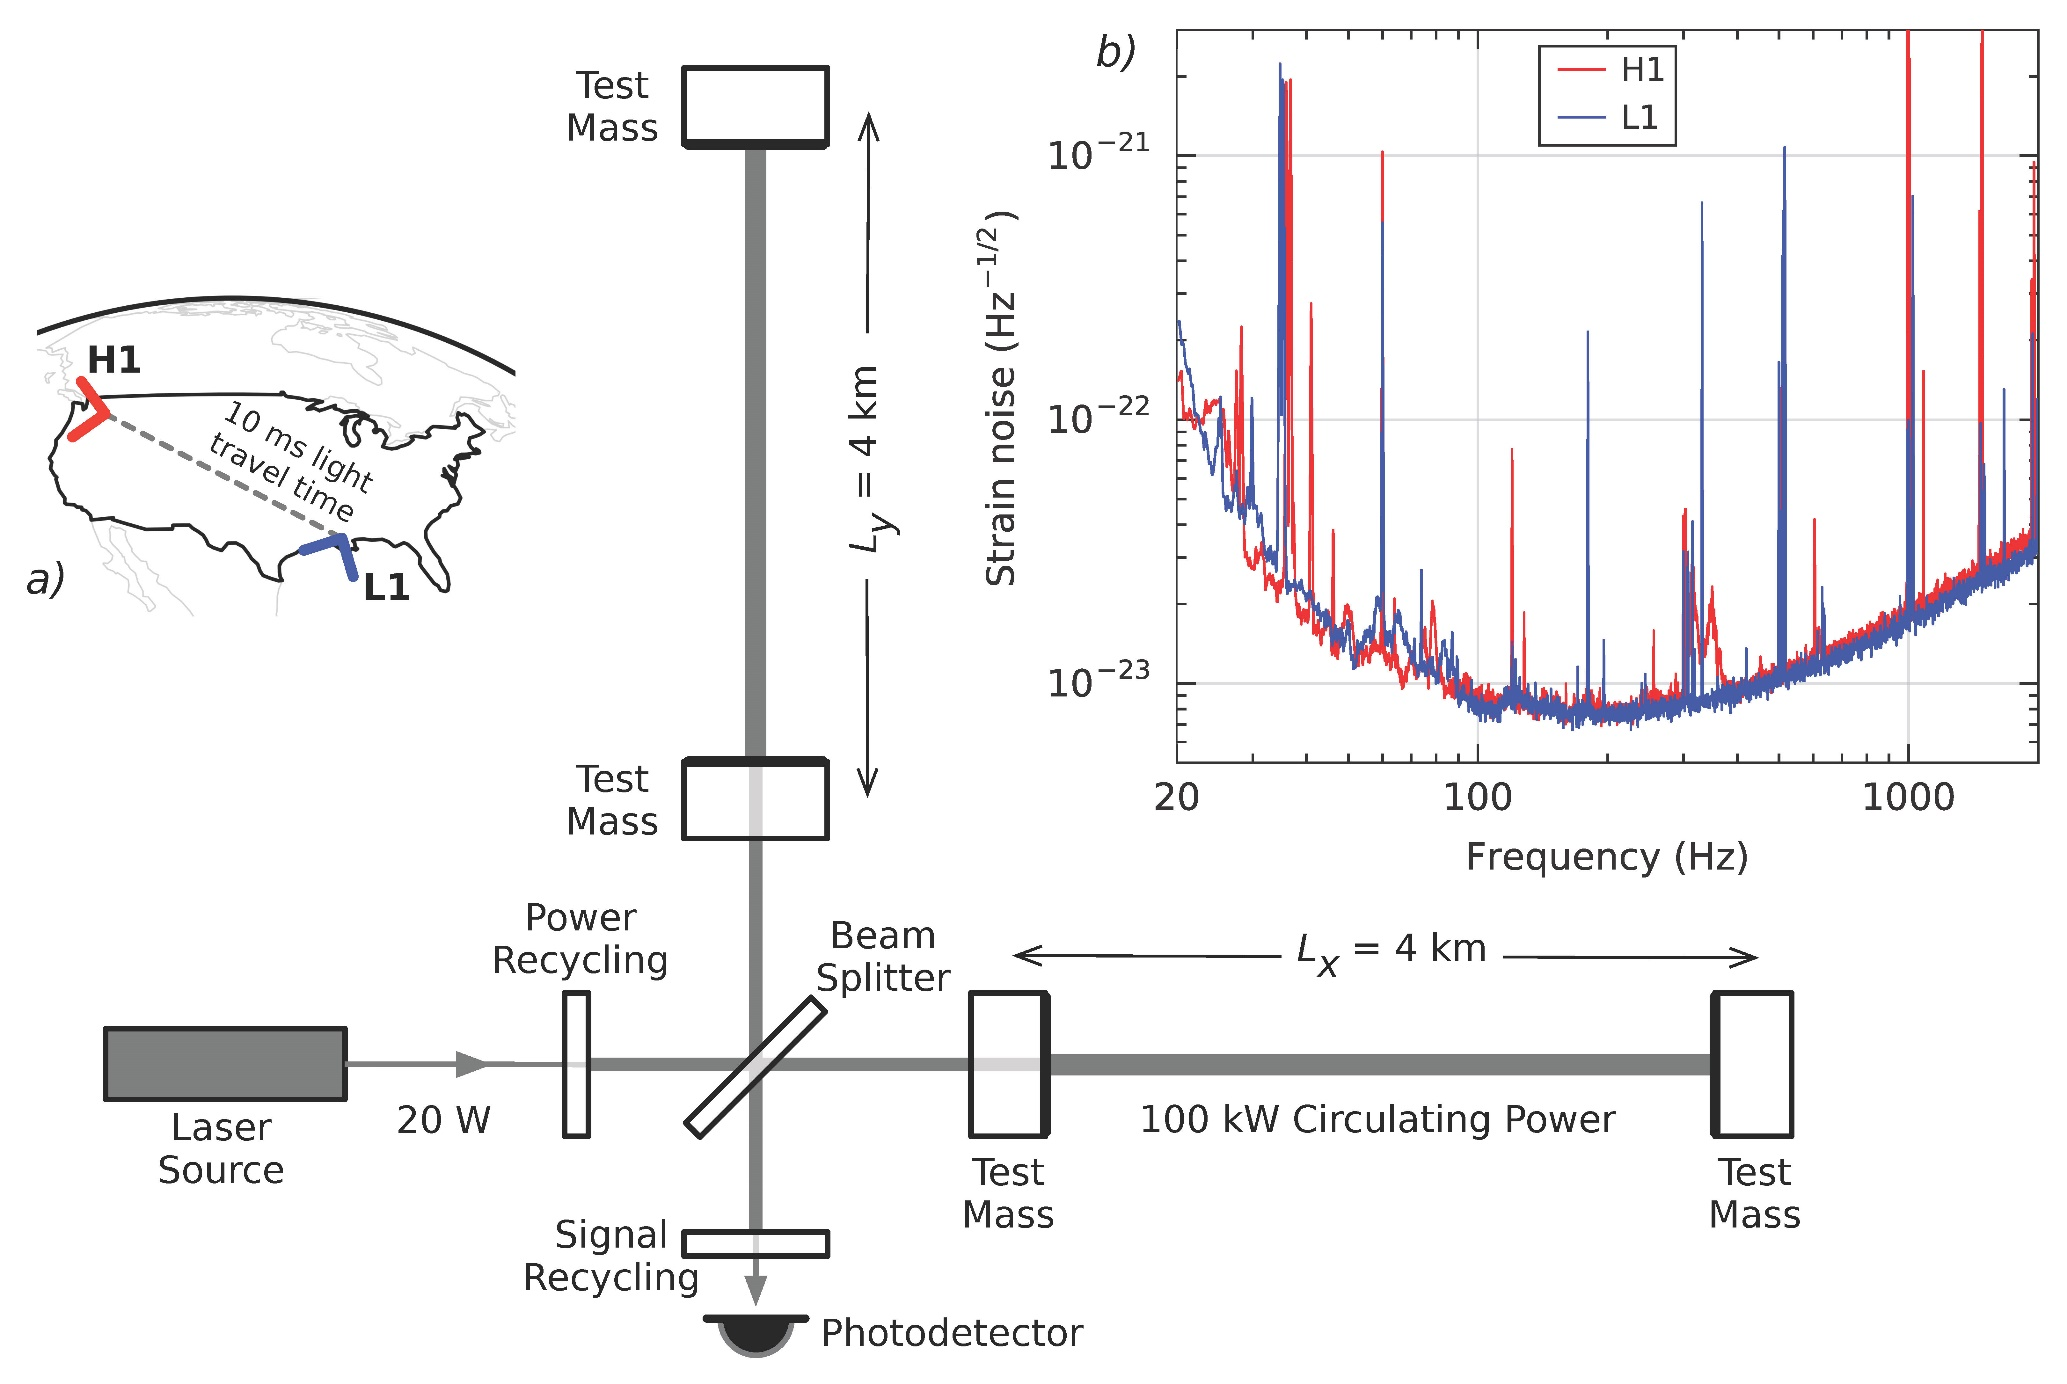 Test
Mass
L_y = 4 km
H1
10 ms light
travel time
a)
L1
Test
Mass
b)
H1
L1
10⁻²¹
10⁻²²
10⁻²³
Strain noise (Hz⁻¹/²)
20 100 1000
Frequency (Hz)
Power
Recycling
Beam
Splitter
L_x = 4 km
Laser
Source
20 W
100 kW Circulating Power
Test
Mass
Test
Mass
Signal
Recycling
Photodetector